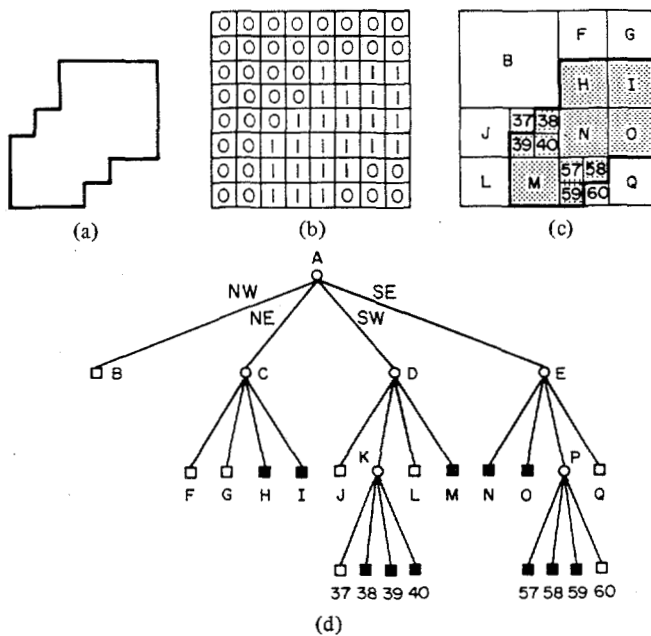 0 0 0 0 0 0 0 0
0 0 0 0 0 0 0 0
0 0 0 0 1 1 1 1
0 0 0 0 1 1 1 1
0 0 0 1 1 1 1 1
0 0 1 1 1 1 1 1
0 0 1 1 1 1 0 0
0 0 1 1 1 0 0 0
B F G
H I
J 37 38 N O
39 40
L M 57 58 Q
59 60
(a) (b) (c)
A
NW NE SW SE
B C D E
K P
F G H I J L M N O Q
37 38 39 40 57 58 59 60
(d)